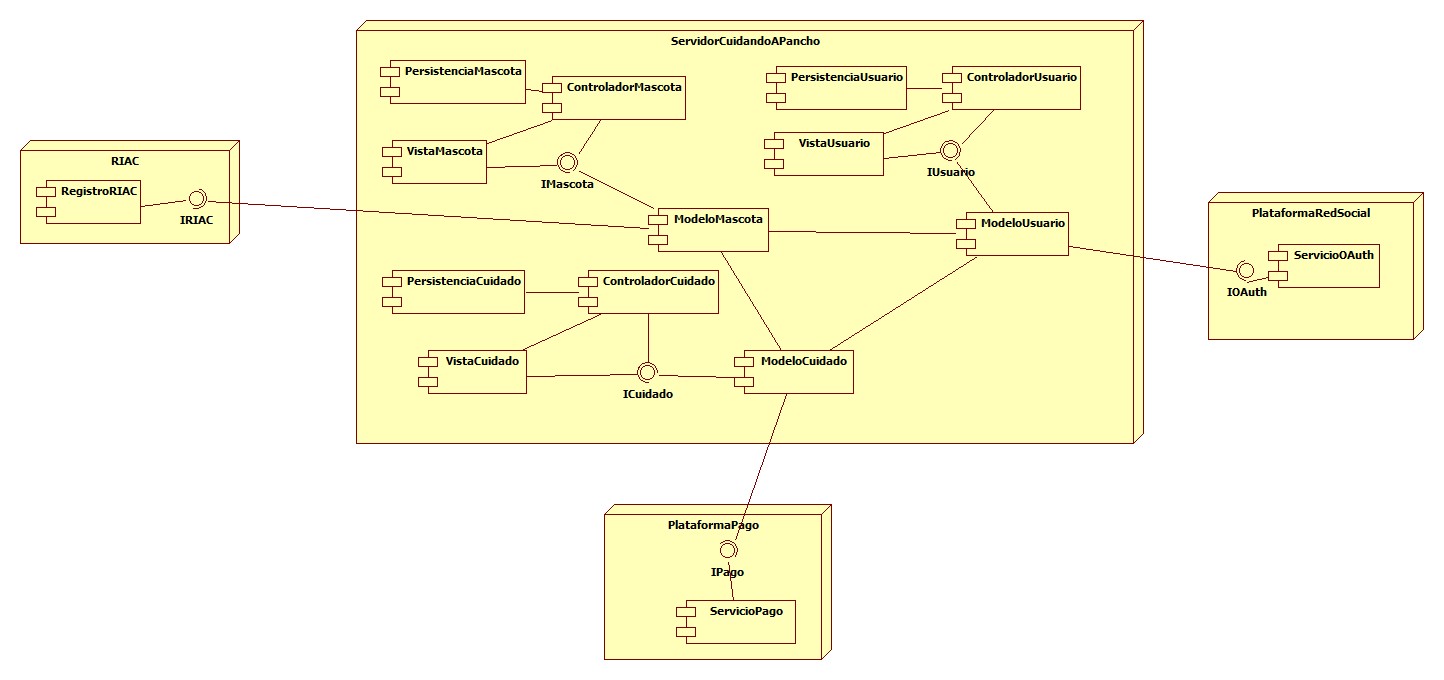 ServidorCuidandoAPancho
PersistenciaMascota
ControladorMascota
VistaMascota
IMascota
PersistenciaUsuario
ControladorUsuario
VistaUsuario
IUsuario
RIAC
RegistroRIAC
IRIAC
ModeloMascota
ModeloUsuario
PlataformaRedSocial
ServicioOAuth
IOAuth
PersistenciaCuidado
ControladorCuidado
VistaCuidado
ICuidado
ModeloCuidado
PlataformaPago
IPago
ServicioPago